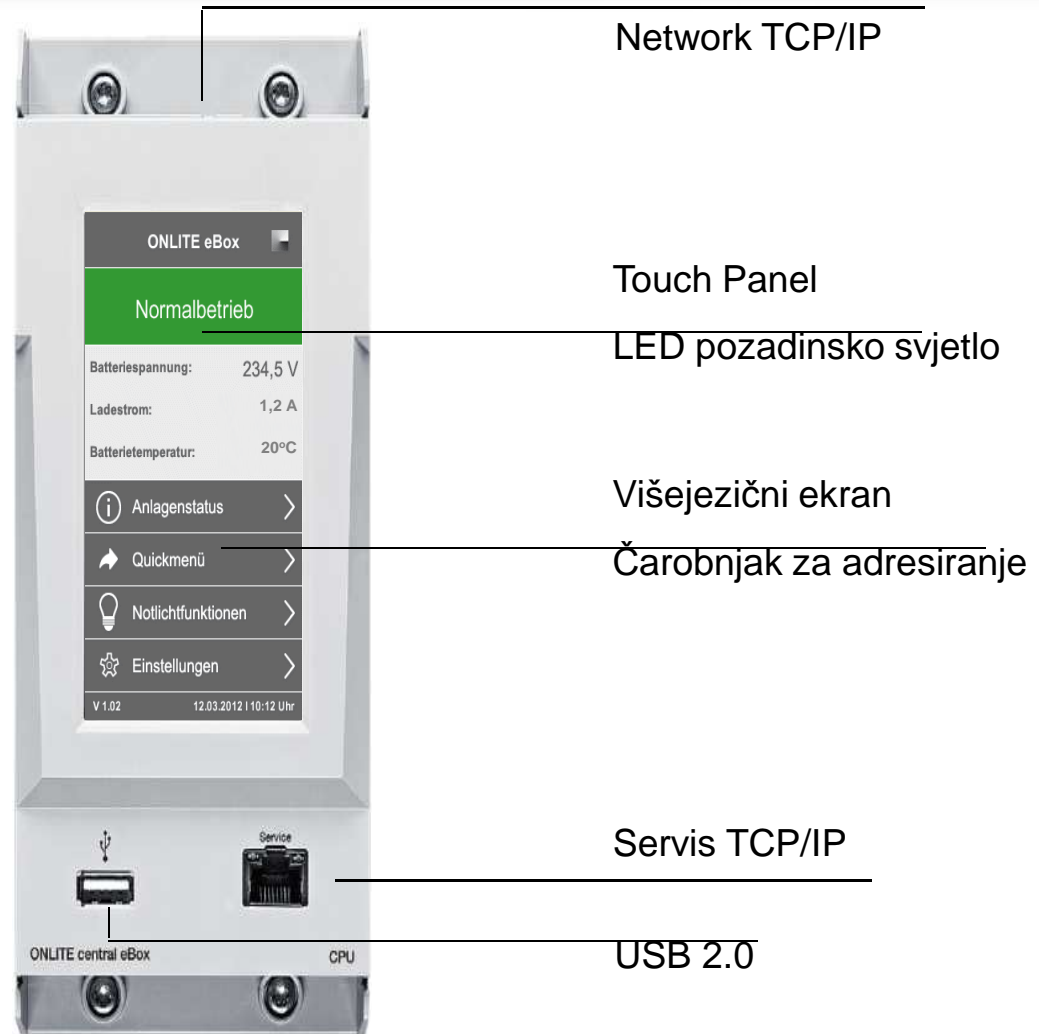 Network TCP/IP
ONLITE eBox
Normalbetrieb
Touch Panel
LED pozadinsko svjetlo
Batteriespannung: 234,5 V
Ladestrom: 1,2 A
Batterietemperatur: 20°C
Anlagenstatus
Višejezični ekran
Quickmenü
Čarobnjak za adresiranje
Notlichtfunktionen
Einstellungen
V 1.02 12.03.2012 I 10:12 Uhr
Service
Servis TCP/IP
ONLITE central eBox CPU
USB 2.0